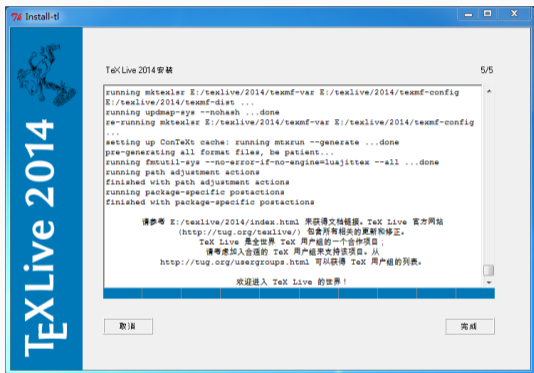 Install-tl
TeX Live 2014 安装
5/5
running mktexlsr E:/texlive/2014/texmf-var E:/texlive/2014/texmf-config
E:/texlive/2014/texmf-dist ...
running updmap-sys --nohash ...done
re-running mktexlsr E:/texlive/2014/texmf-var E:/texlive/2014/texmf-config
...
setting up ConTeXt cache: running mtxrun --generate ...done
pre-generating all format files, be patient...
running fmtutil-sys --no-error-if-no-engine=luajittex --all ...done
running path adjustment actions
finished with path adjustment actions
running package-specific postactions
finished with package-specific postactions
请参考 E:/texlive/2014/index.html 来获得文档链接。TeX Live 官方网站
(http://tug.org/texlive/) 包含所有相关的更新和修正。
TeX Live 是全世界 TeX 用户组的一个合作项目；
请考虑加入合适的 TeX 用户组来支持该项目。从
http://tug.org/usergroups.html 可以获得 TeX 用户组的列表。
欢迎进入 TeX Live 的世界！
取消
完成
TEX Live 2014